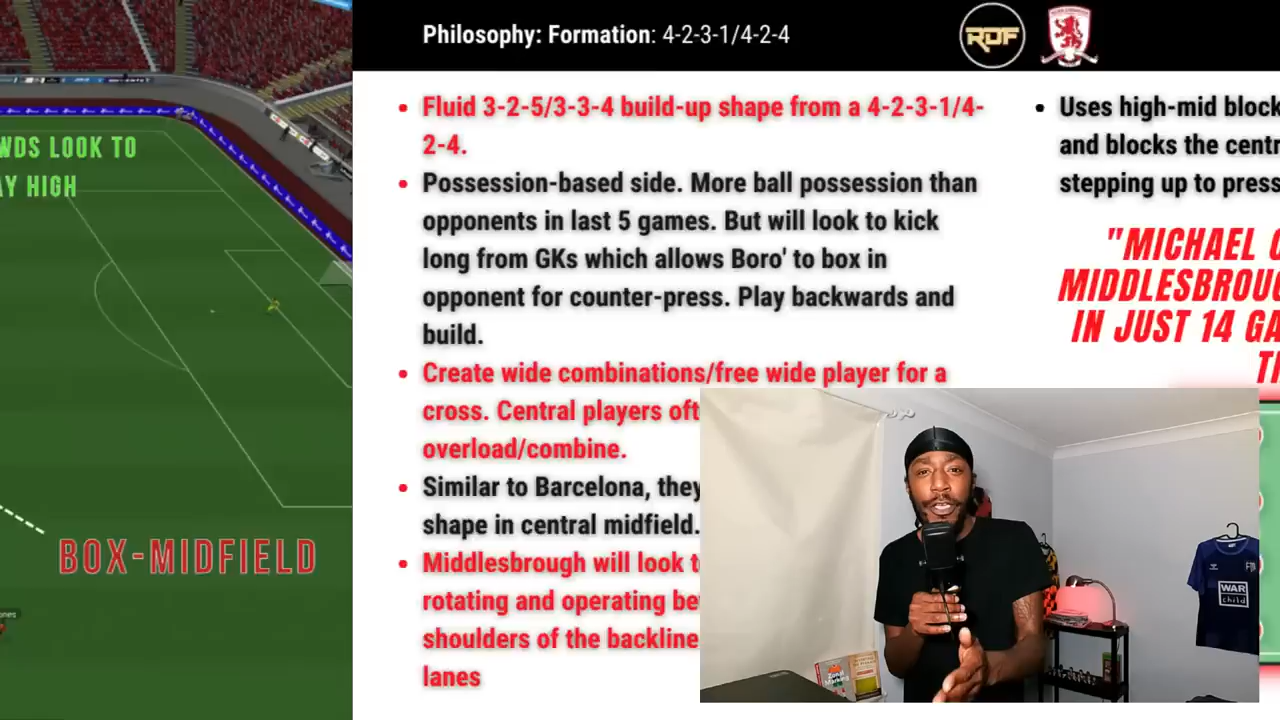 Philosophy: Formation: 4-2-3-1/4-2-4
RDF
WDS LOOK TO
AY HIGH
BOX-MIDFIELD
ones
• Fluid 3-2-5/3-3-4 build-up shape from a 4-2-3-1/4-
2-4.
• Possession-based side. More ball possession than
opponents in last 5 games. But will look to kick
long from GKs which allows Boro' to box in
opponent for counter-press. Play backwards and
build.
• Create wide combinations/free wide player for a
cross. Central players oft
overload/combine.
• Similar to Barcelona, they
shape in central midfield.
• Middlesbrough will look t
rotating and operating be
shoulders of the backline
lanes
• Uses high-mid block
and blocks the centr
stepping up to press
"MICHAEL C
MIDDLESBROUG
IN JUST 14 GA
TH
WAR
child
Zonal
Marking